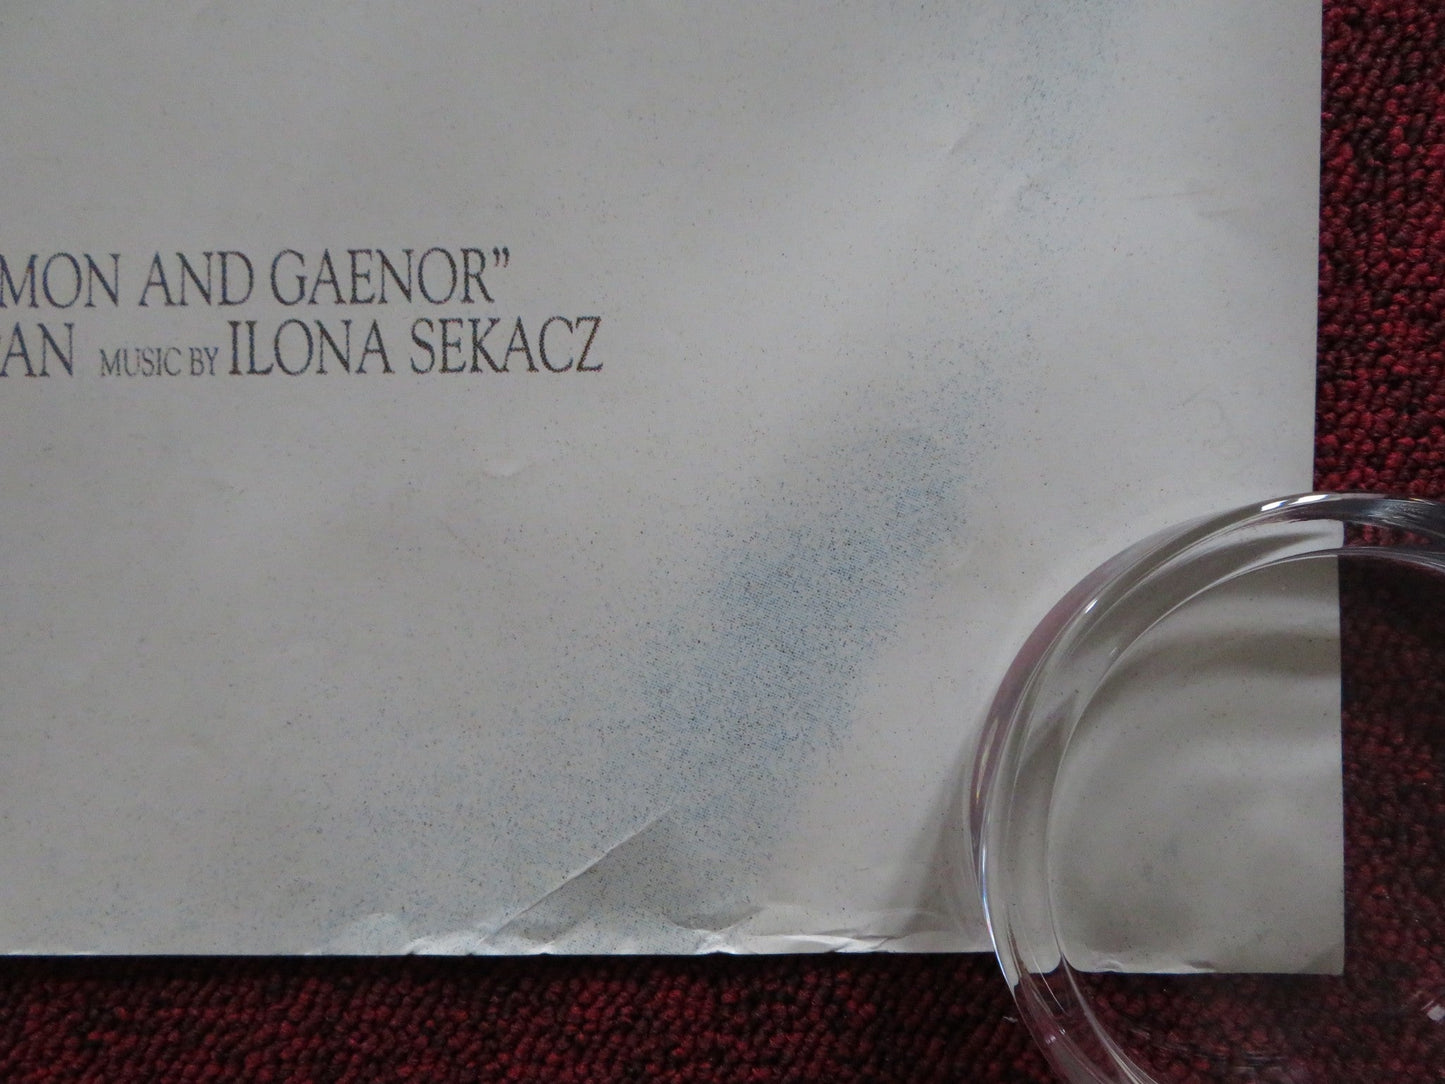 MON AND GAENOR”
AN MUSIC BY ILONA SEKACZ